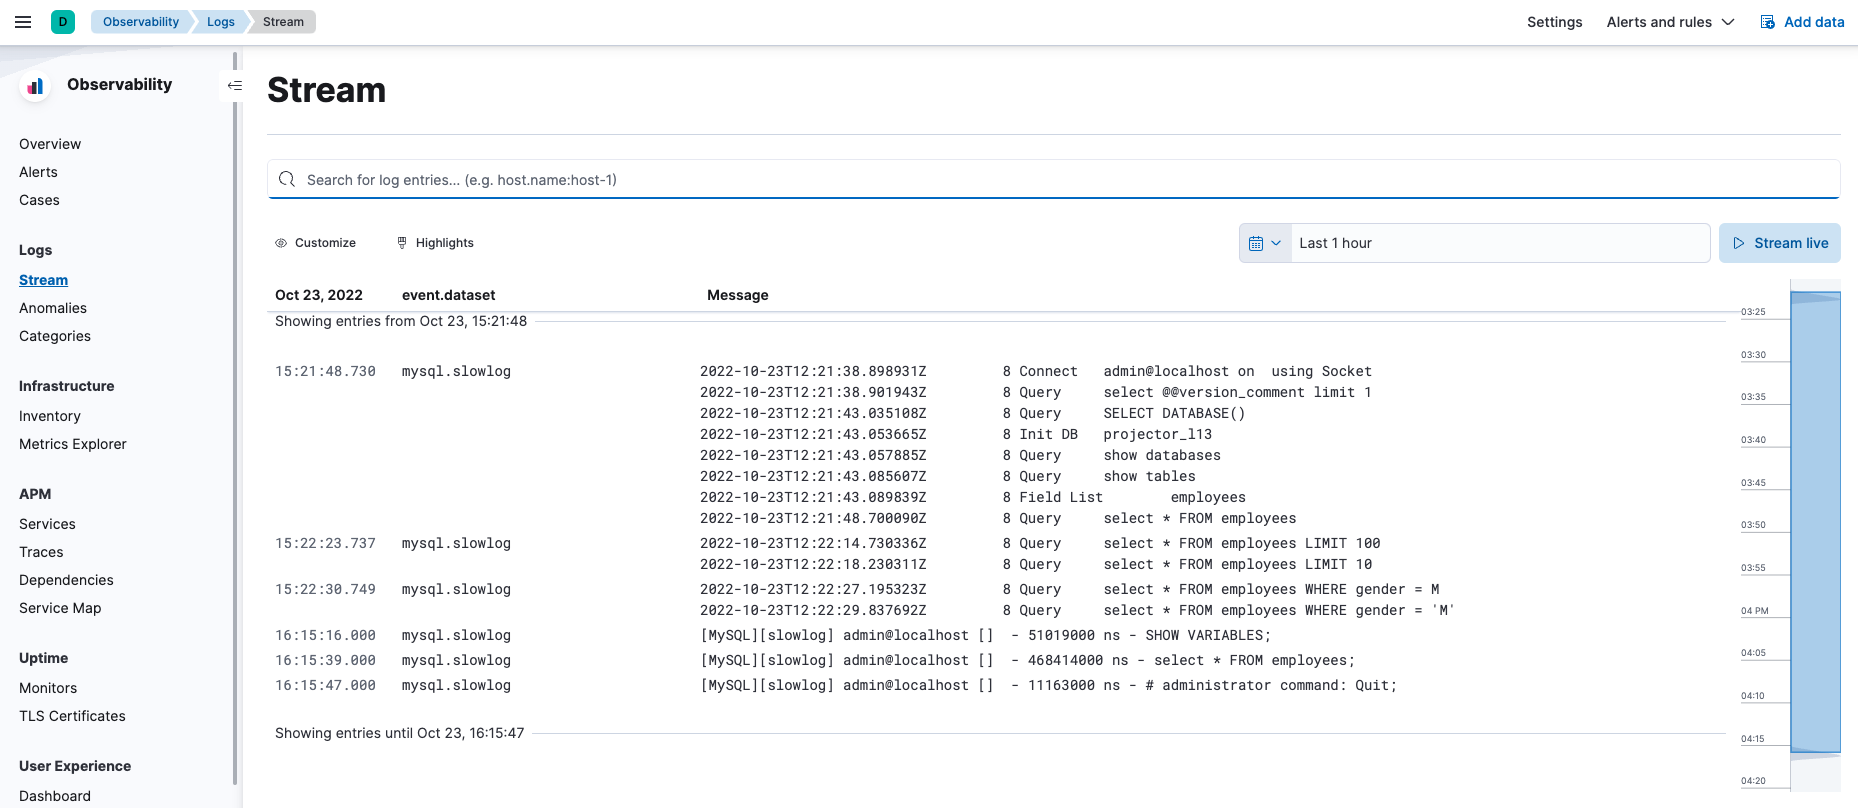 D Observability Logs Stream Settings Alerts and rules Add data
Observability
Overview
Alerts
Cases
Logs
Stream
Anomalies
Categories
Infrastructure
Inventory
Metrics Explorer
APM
Services
Traces
Dependencies
Service Map
Uptime
Monitors
TLS Certificates
User Experience
Dashboard
Stream
Search for log entries... (e.g. host.name:host-1)
Customize Highlights Last 1 hour Stream live
Oct 23, 2022 event.dataset Message
Showing entries from Oct 23, 15:21:48
15:21:48.730 mysql.slowlog 2022-10-23T12:21:38.898931Z 8 Connect admin@localhost on using Socket
2022-10-23T12:21:38.901943Z 8 Query select @@version_comment limit 1
2022-10-23T12:21:43.035108Z 8 Query SELECT DATABASE()
2022-10-23T12:21:43.053665Z 8 Init DB projector_l13
2022-10-23T12:21:43.057885Z 8 Query show databases
2022-10-23T12:21:43.085607Z 8 Query show tables
2022-10-23T12:21:43.089839Z 8 Field List employees
2022-10-23T12:21:48.700090Z 8 Query select * FROM employees
15:22:23.737 mysql.slowlog 2022-10-23T12:22:14.730336Z 8 Query select * FROM employees LIMIT 100
2022-10-23T12:22:18.230311Z 8 Query select * FROM employees LIMIT 10
15:22:30.749 mysql.slowlog 2022-10-23T12:22:27.195323Z 8 Query select * FROM employees WHERE gender = M
2022-10-23T12:22:29.837692Z 8 Query select * FROM employees WHERE gender = 'M'
16:15:16.000 mysql.slowlog [MySQL][slowlog] admin@localhost [] - 51019000 ns - SHOW VARIABLES;
16:15:39.000 mysql.slowlog [MySQL][slowlog] admin@localhost [] - 468414000 ns - select * FROM employees;
16:15:47.000 mysql.slowlog [MySQL][slowlog] admin@localhost [] - 11163000 ns - # administrator command: Quit;
Showing entries until Oct 23, 16:15:47
03:25
03:30
03:35
03:40
03:45
03:50
03:55
04 PM
04:05
04:10
04:15
04:20